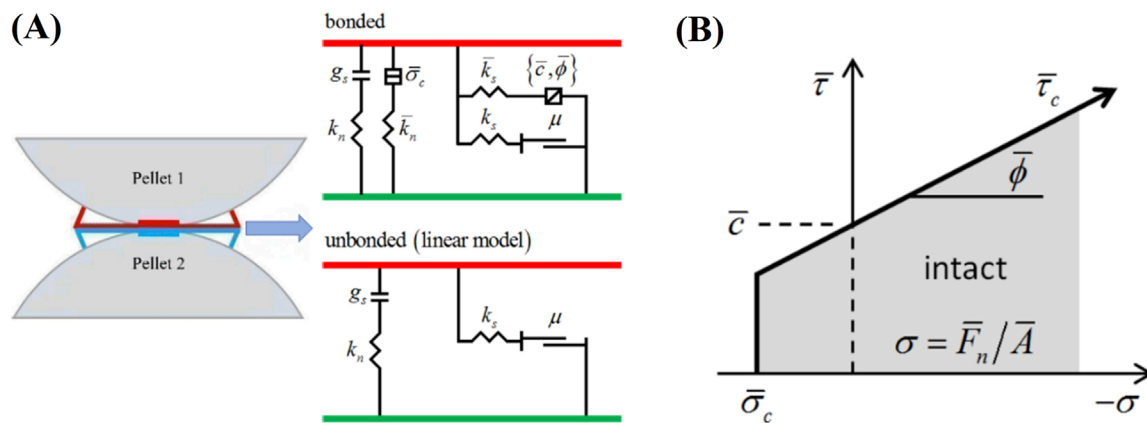 (A)
bonded
g_s
σ̅_c
k̅_s
{c̅, ϕ̅}
k_n
k̅_n
k_s
μ
Pellet 1
Pellet 2
unbonded (linear model)
g_s
k_s
μ
k_n
(B)
τ̅
τ̅_c
ϕ̅
c̅
intact
σ = F̅_n/A̅
σ̅_c
-σ